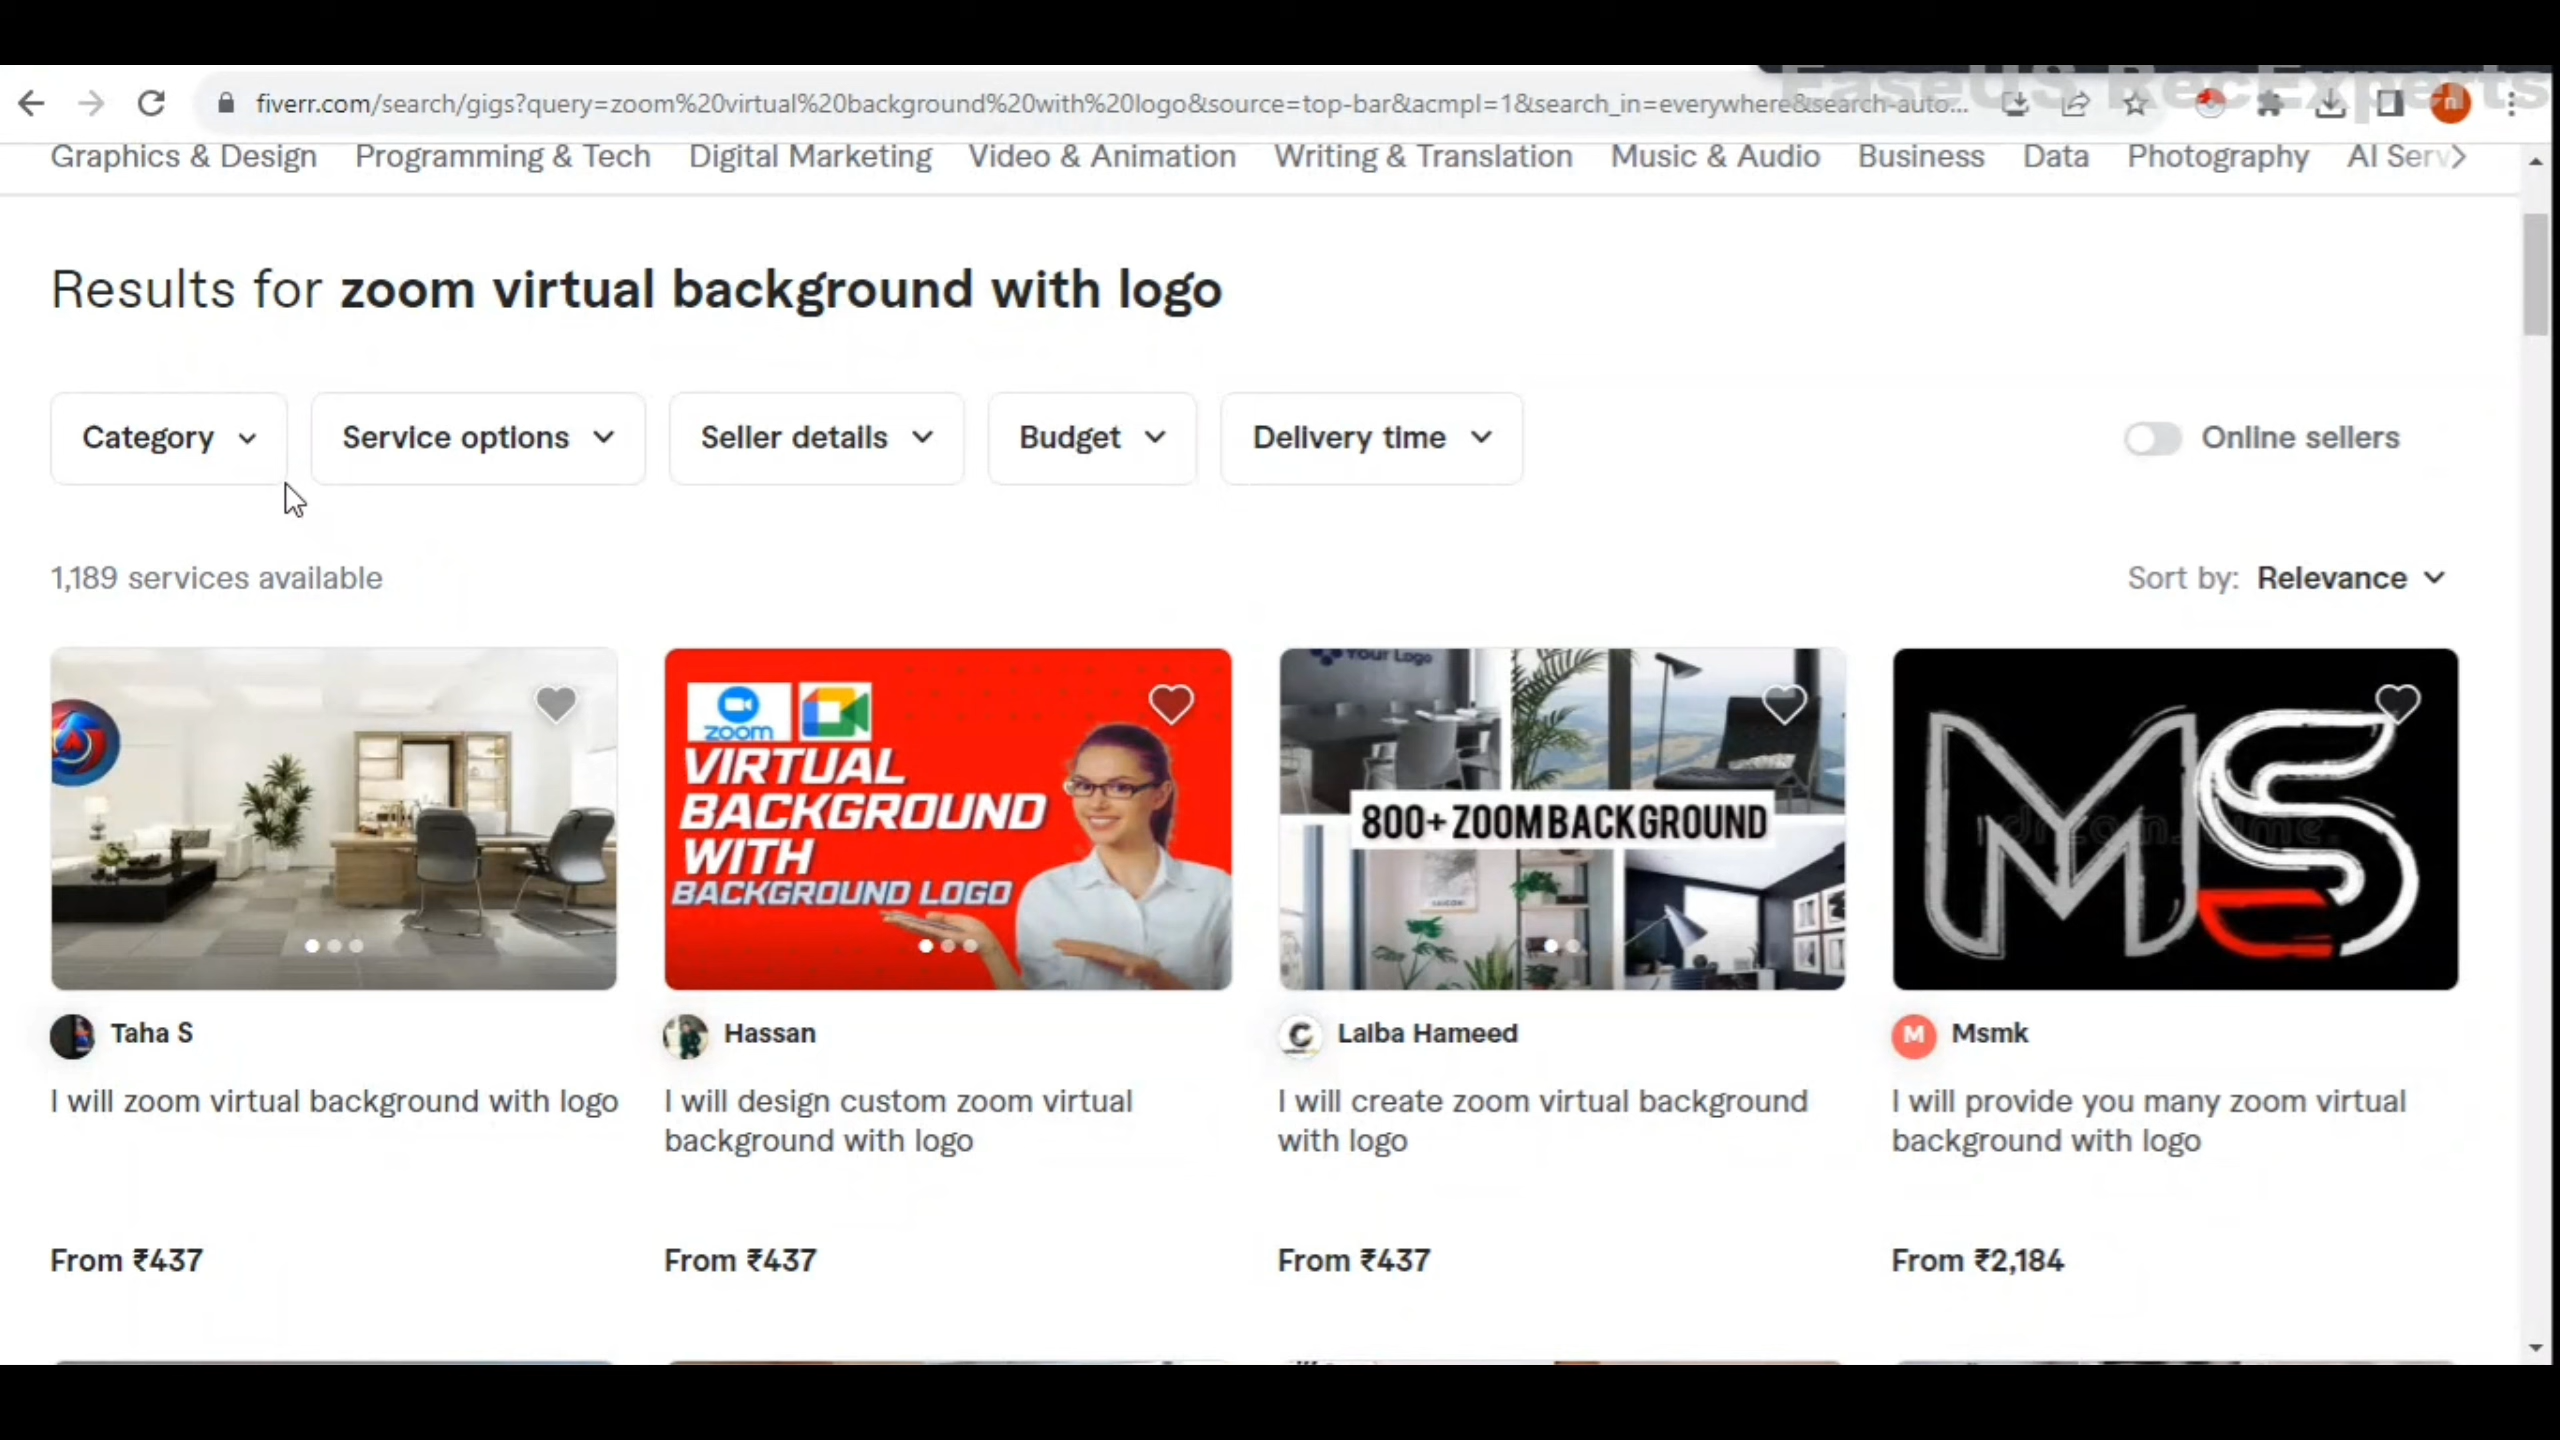 EaseUS RecExperts
fiverr.com/search/gigs?query=zoom%20virtual%20background%20with%20logo&source=top-bar&acmpl=1&search_in=everywhere&search-auto...
n
Graphics & Design Programming & Tech Digital Marketing Video & Animation Writing & Translation Music & Audio Business Data Photography AI Serv
Results for zoom virtual background with logo
Category Service options Seller details Budget Delivery time Online sellers
1,189 services available Sort by: Relevance
zoom
VIRTUAL
BACKGROUND
WITH
BACKGROUND LOGO
Your Logo
800+ ZOOM BACKGROUND
MS
Taha S
Hassan
C
Laiba Hameed
M
Msmk
I will zoom virtual background with logo
I will design custom zoom virtual
background with logo
I will create zoom virtual background
with logo
I will provide you many zoom virtual
background with logo
From ₹437
From ₹437
From ₹437
From ₹2,184